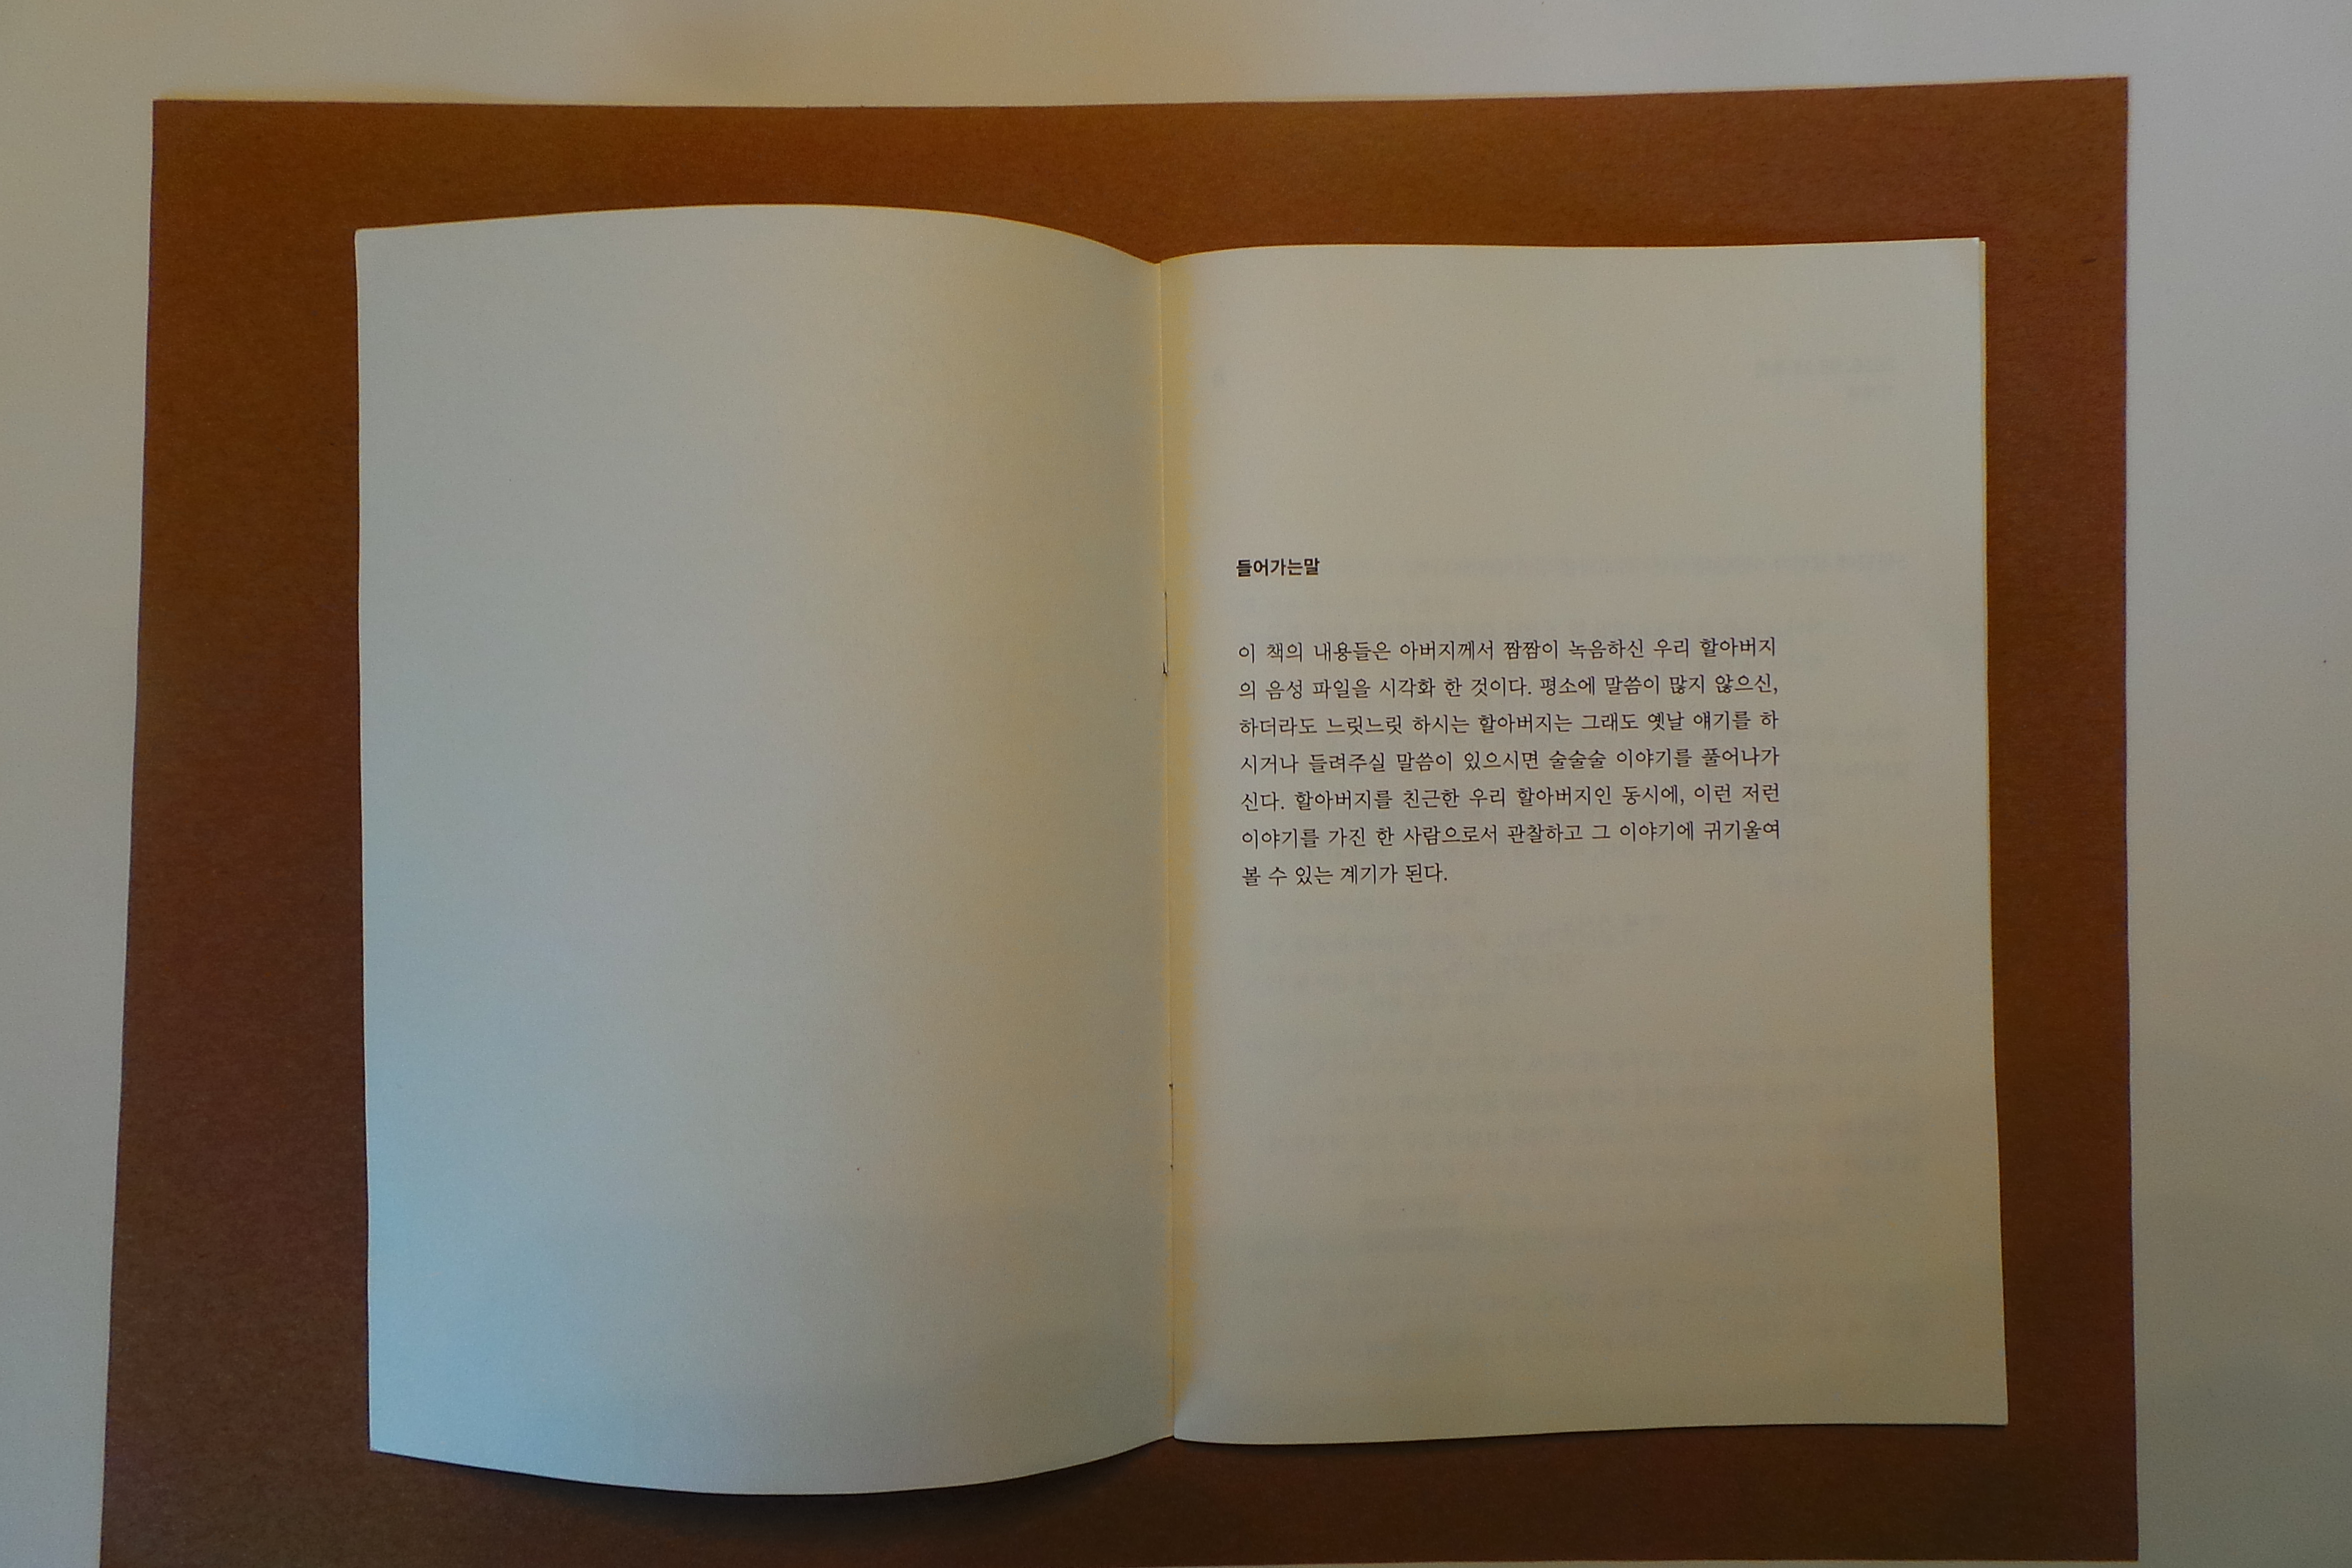 들어가는말
이 책의 내용들은 아버지께서 짬짬이 녹음하신 우리 할아버지
의 음성 파일을 시각화 한 것이다. 평소에 말씀이 많지 않으신,
하더라도 느릿느릿 하시는 할아버지는 그래도 옛날 얘기를 하
시거나 들려주실 말씀이 있으시면 술술술 이야기를 풀어나가
신다. 할아버지를 친근한 우리 할아버지인 동시에, 이런 저런
이야기를 가진 한 사람으로서 관찰하고 그 이야기에 귀기울여
볼 수 있는 계기가 된다.